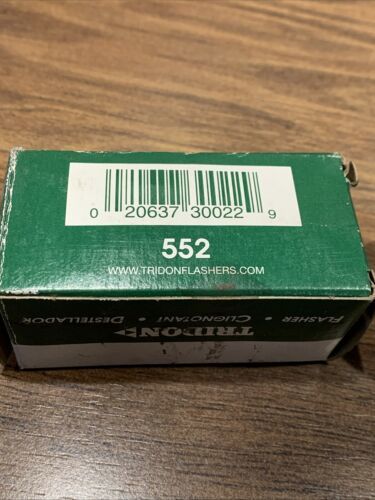 0 20637 30022 9
552
WWW.TRIDONFLASHERS.COM
FLASHER • CLIGNOTANT • DESTELLADOR
TRIDON